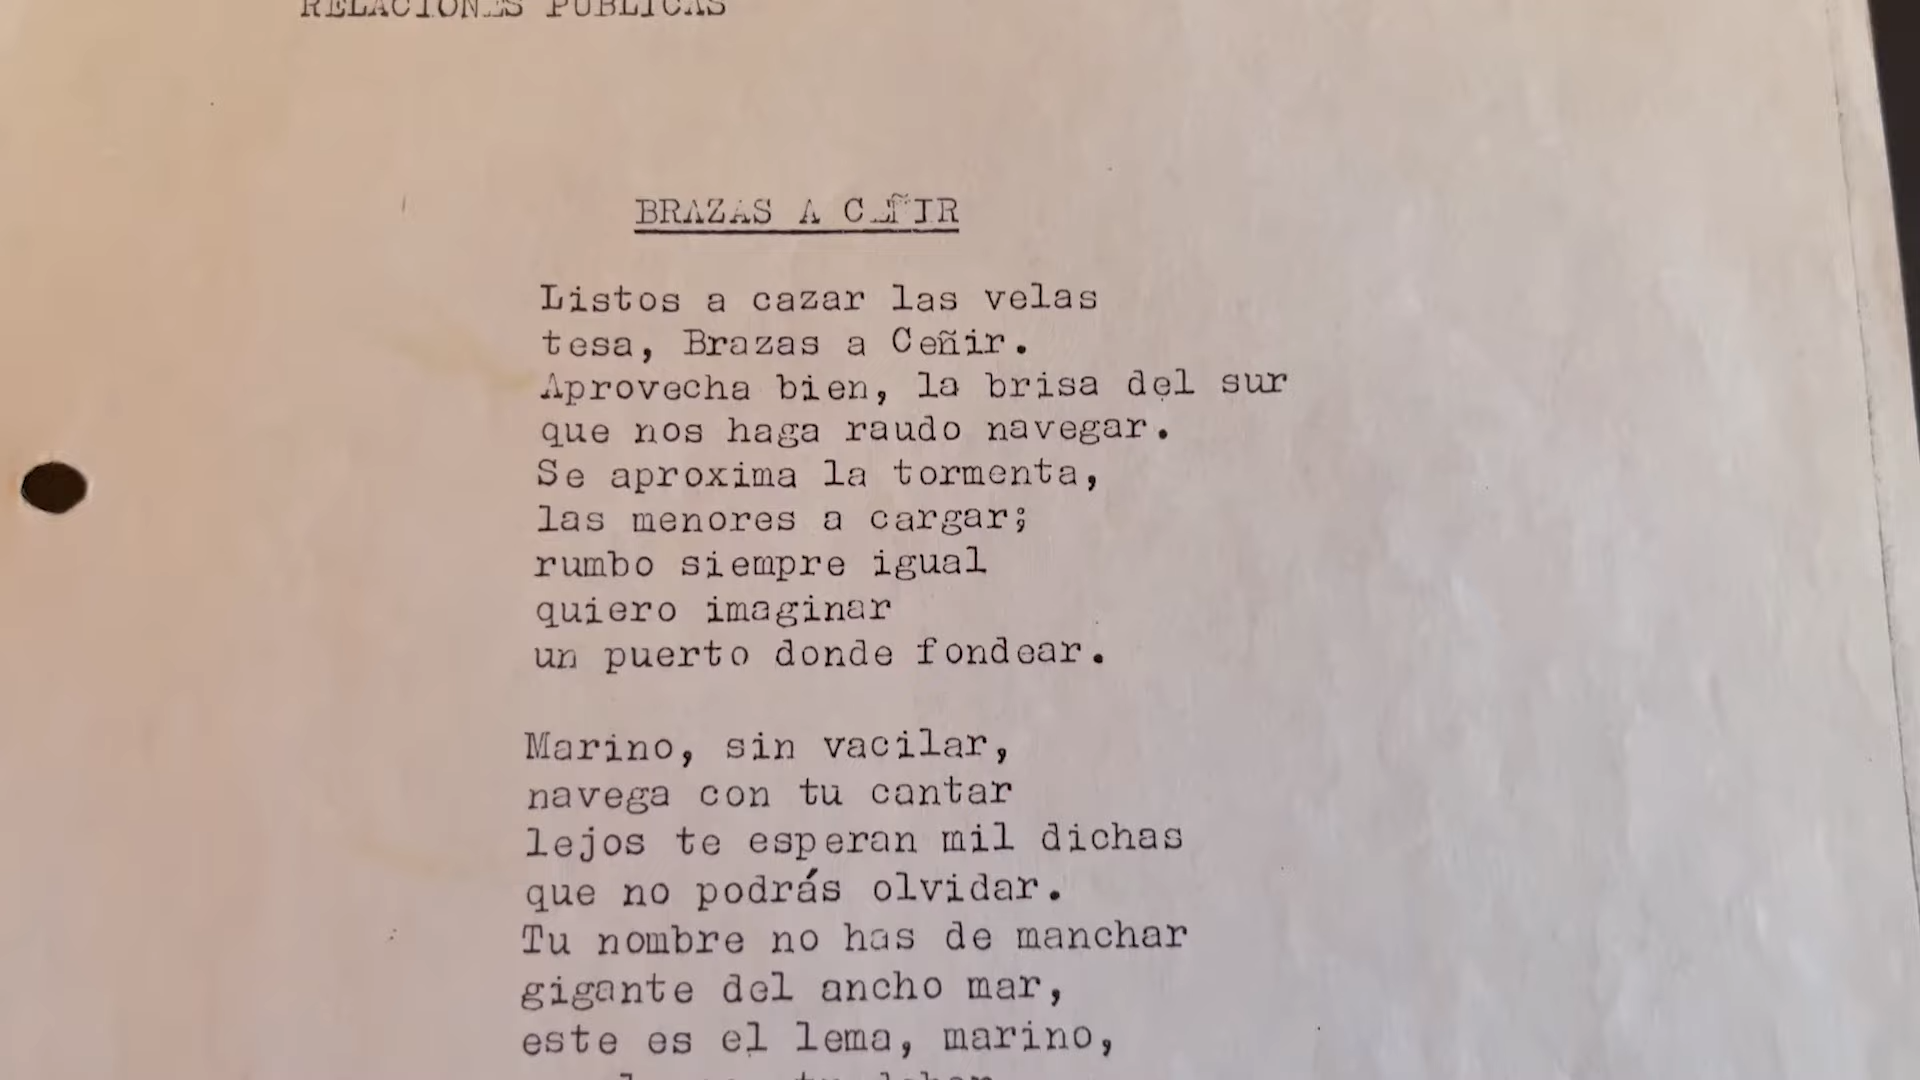 RELACIONES PUBLICAS
BRAZAS A CEÑIR
Listos a cazar las velas
tesa, Brazas a Ceñir.
Aprovecha bien, la brisa del sur
que nos haga raudo navegar.
Se aproxima la tormenta,
las menores a cargar;
rumbo siempre igual
quiero imaginar
un puerto donde fondear.
Marino, sin vacilar,
navega con tu cantar
lejos te esperan mil dichas
que no podrás olvidar.
Tu nombre no has de manchar
gigante del ancho mar,
este es el lema, marino,